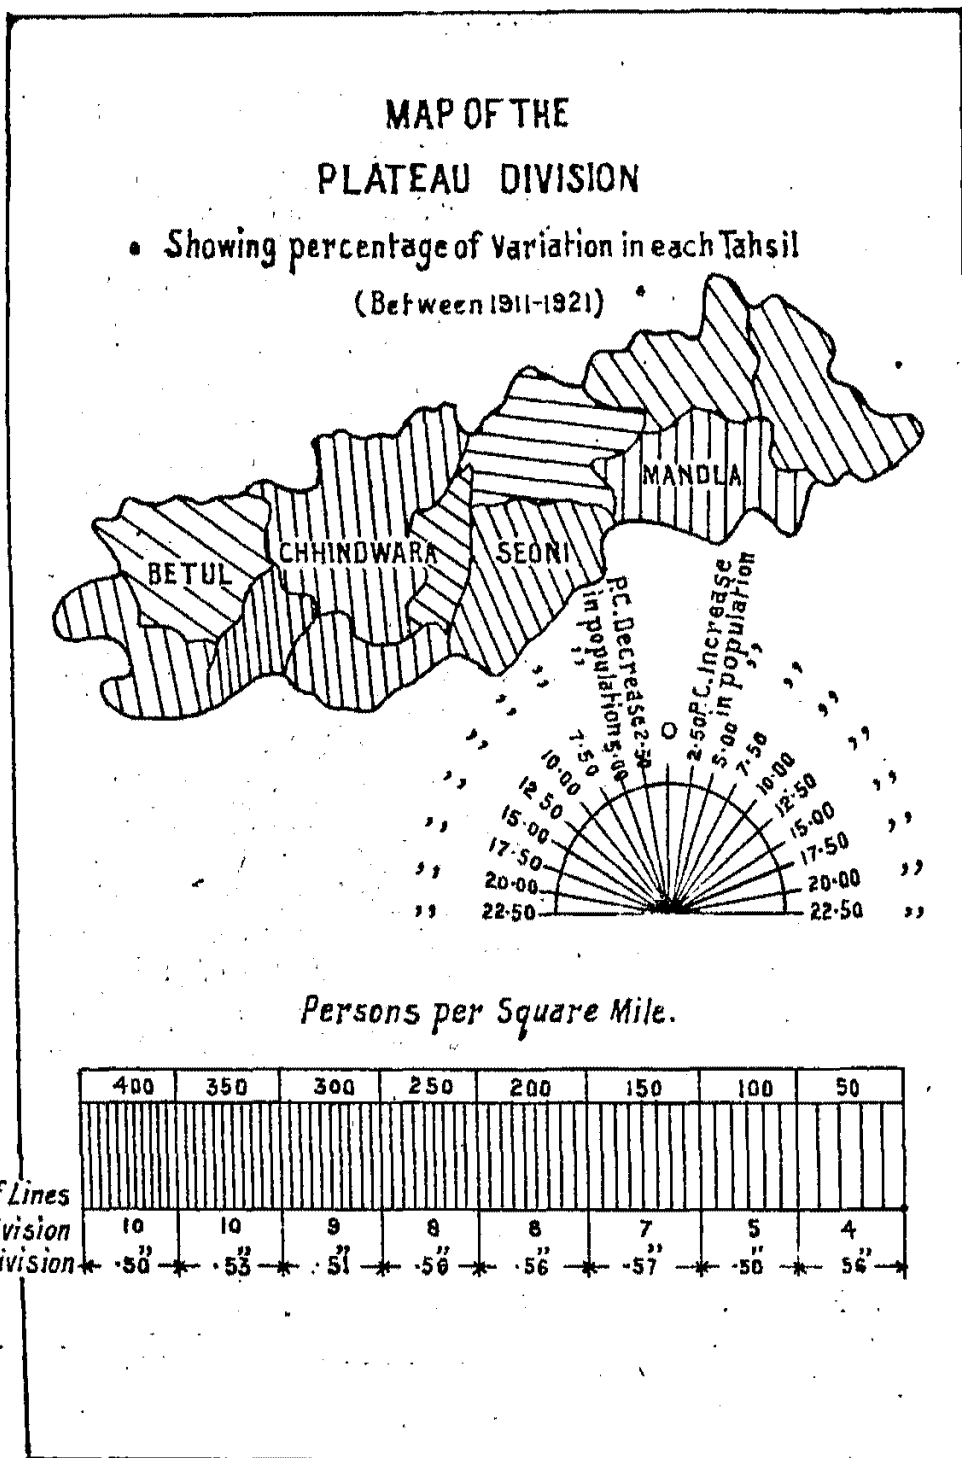 MAP OF THE
PLATEAU DIVISION
Showing percentage of Variation in each Tahsil
(Between 1911-1921)
MANDLA
CHHINDWARA
SEONI
BETUL
P.C. Decrease 2·50
in population 5·00
7·50 ,,
10·00 ,,
12 50 ,,
15·00 ,,
17·50 ,,
20·00 ,,
22·50 ,,
O
2·50 P.C. Increase
5·00 in population
7·50 ,,
10·00 ,,
12·50 ,,
15·00 ,,
17·50 ,,
20·00 ,,
22·50 ,,
Persons per Square Mile.
400 350 300 250 200 150 100 50
f Lines
vision 10 10 9 8 8 7 5 4
ivision ·50" ·53" ·51" ·56" ·57" ·50" 56"